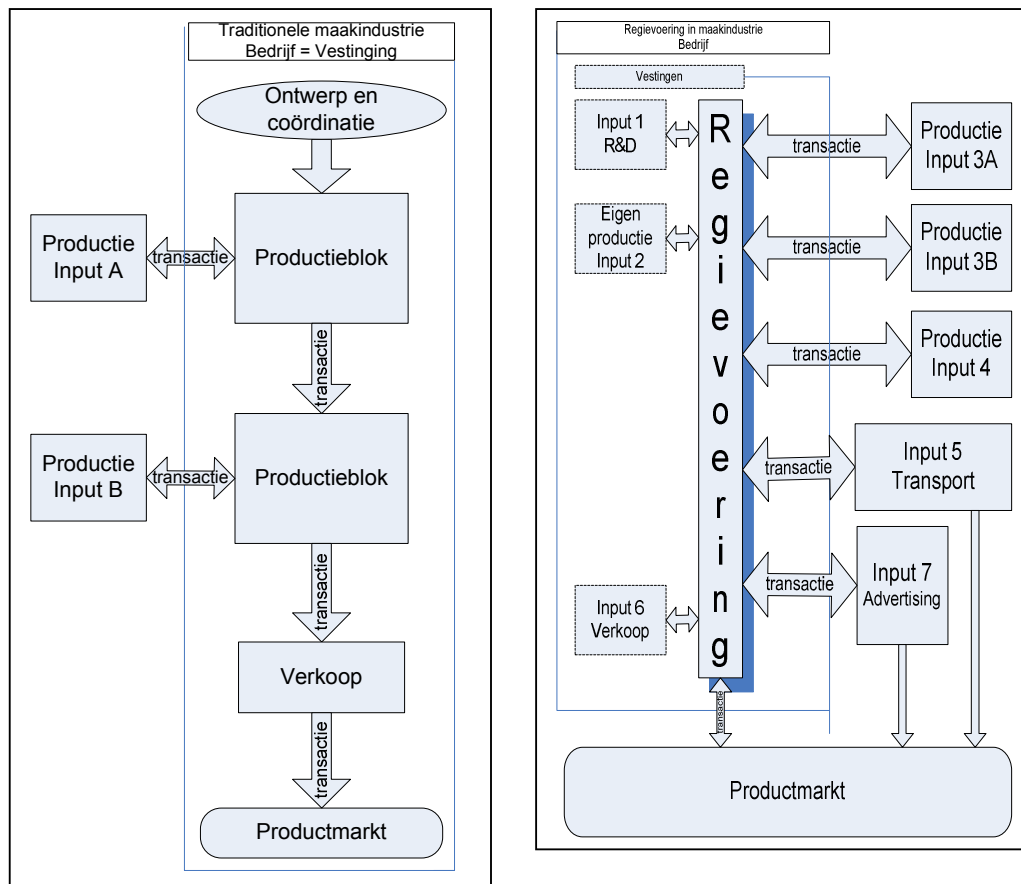 Traditionele maakindustrie
Bedrijf = Vestinging
Ontwerp en
coördinatie
Productie
Input A
transactie
Productieblok
transactie
Productie
Input B
transactie
Productieblok
transactie
Verkoop
transactie
Productmarkt
Regievoering in maakindustrie
Bedrijf
Vestingen
Input 1
R&D
Eigen
productie
Input 2
Input 6
Verkoop
Regievoering
transactie
Productie
Input 3A
transactie
Productie
Input 3B
transactie
Productie
Input 4
transactie
Input 5
Transport
transactie
Input 7
Advertising
transactie
Productmarkt